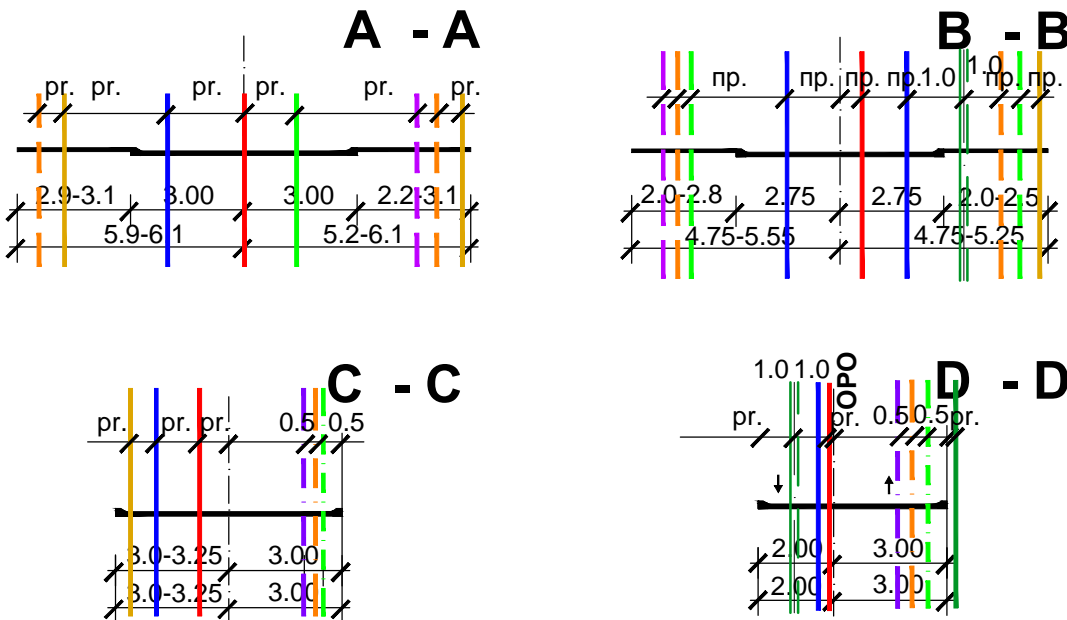 A - A
pr. pr. pr. pr. pr. pr.
2.9-3.1 3.00 3.00 2.2-3.1
5.9-6.1 5.2-6.1
B - B
1.0
пр. пр. пр. пр. 1.0 пр. пр.
2.0-2.8 2.75 2.75 2.0-2.5
4.75-5.55 4.75-5.25
C - C
pr. pr. pr. 0.5 0.5
3.0-3.25 3.00
3.0-3.25 3.00
D - D
1.0 1.0 ОРО
pr. pr. 0.5 0.5 pr.
2.00 3.00
2.00 3.00